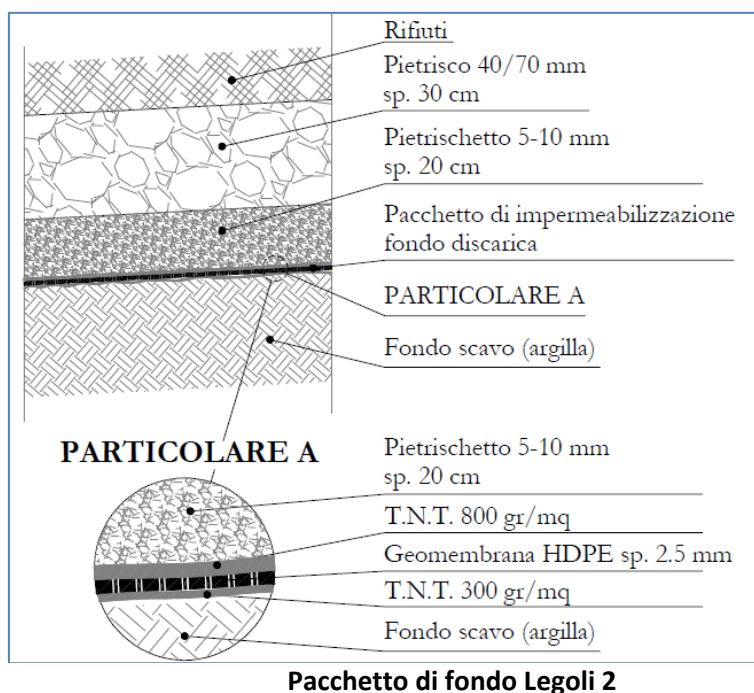 Rifiuti
Pietrisco 40/70 mm
sp. 30 cm
Pietrischetto 5-10 mm
sp. 20 cm
Pacchetto di impermeabilizzazione
fondo discarica
PARTICOLARE A
Fondo scavo (argilla)
PARTICOLARE A
Pietrischetto 5-10 mm
sp. 20 cm
T.N.T. 800 gr/mq
Geomembrana HDPE sp. 2.5 mm
T.N.T. 300 gr/mq
Fondo scavo (argilla)
Pacchetto di fondo Legoli 2